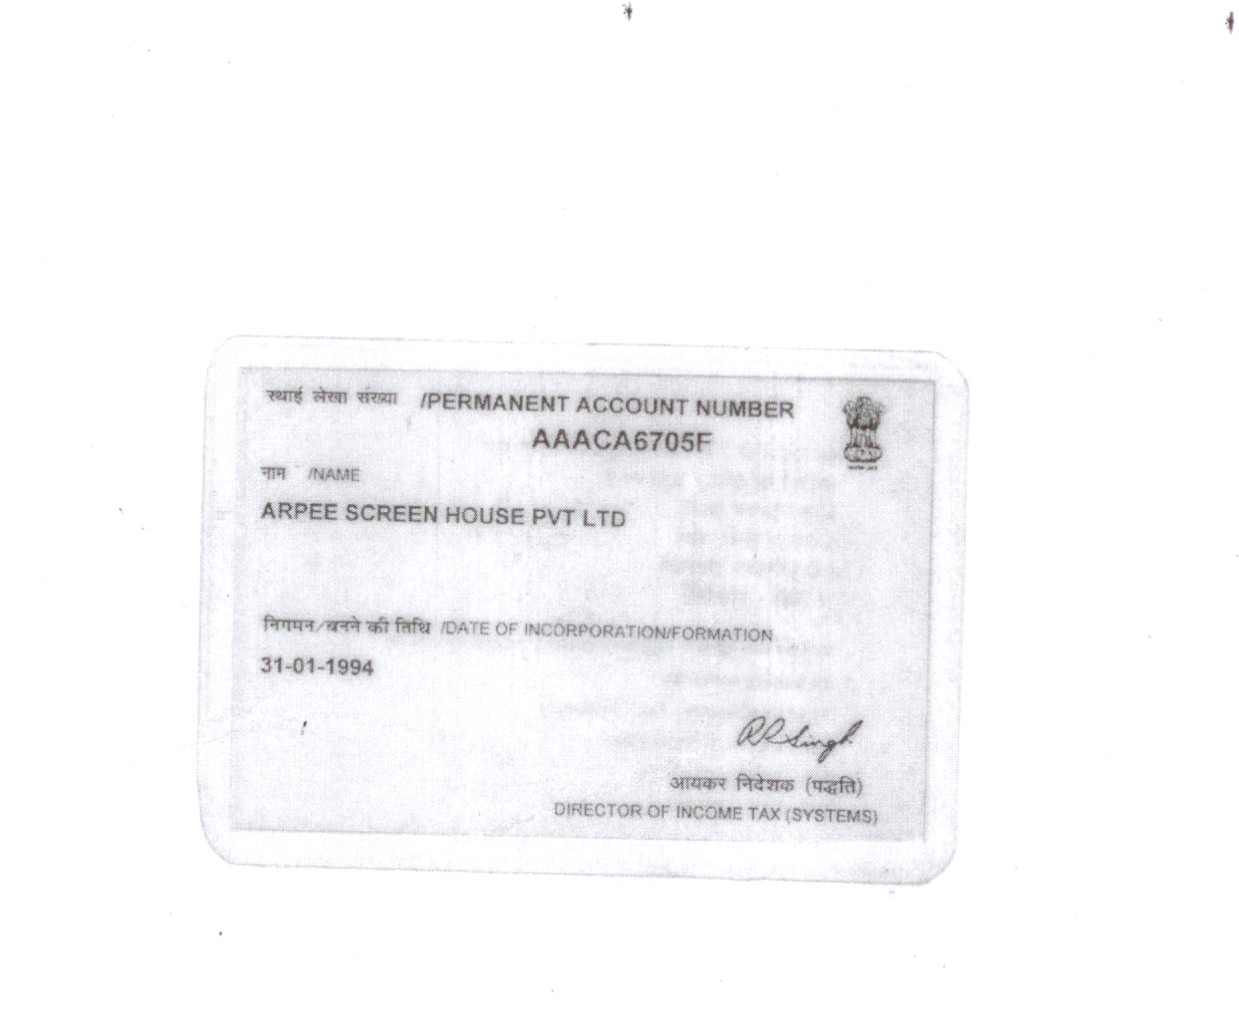 स्थाई लेखा संख्या /PERMANENT ACCOUNT NUMBER
AAACA6705F
नाम /NAME
ARPEE SCREEN HOUSE PVT LTD
निगमन/बनने की तिथि /DATE OF INCORPORATION/FORMATION
31-01-1994
RRSingh
आयकर निदेशक (पद्धति)
DIRECTOR OF INCOME TAX (SYSTEMS)